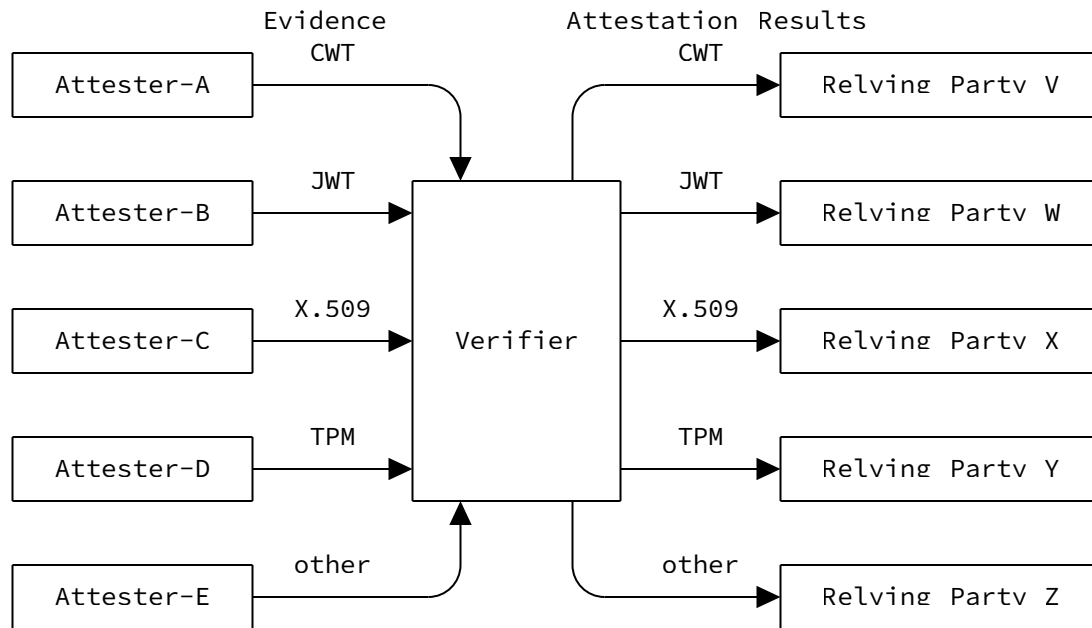 Evidence Attestation Results
CWT CWT
Attester-A Relying Party V
JWT JWT
Attester-B Relying Party W
X.509 X.509
Attester-C Verifier Relying Party X
TPM TPM
Attester-D Relying Party Y
other other
Attester-E Relying Party Z